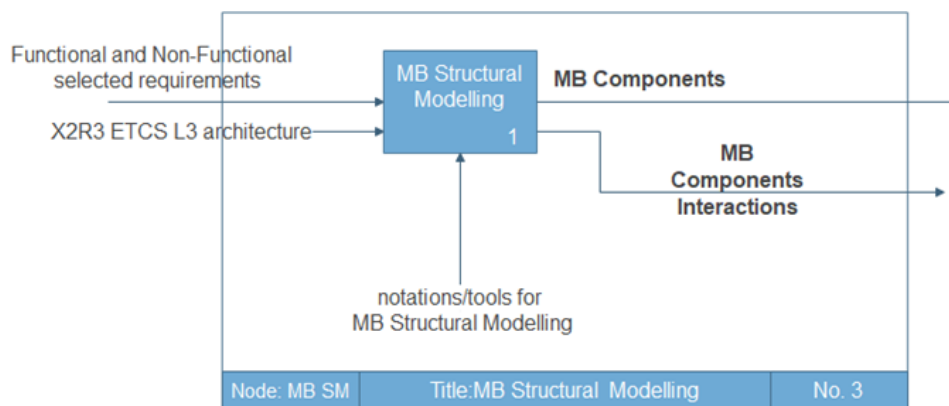 Functional and Non-Functional
selected requirements
X2R3 ETCS L3 architecture
MB Structural
Modelling
1
MB Components
MB
Components
Interactions
notations/tools for
MB Structural Modelling
Node: MB SM
Title:MB Structural Modelling
No. 3